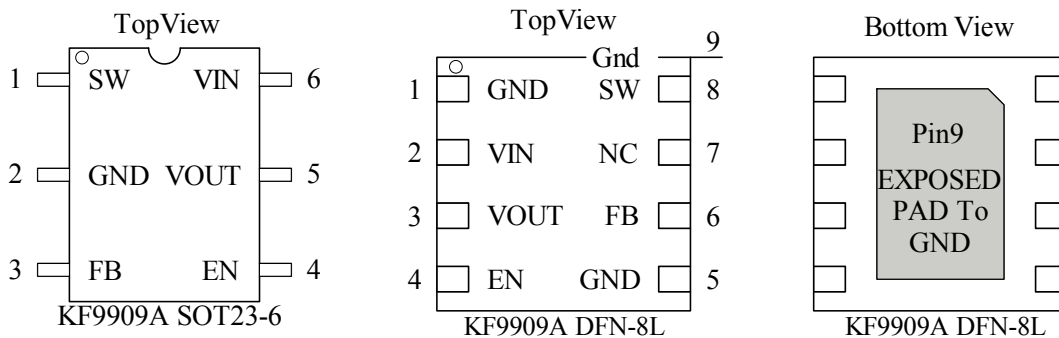 TopView
1 SW VIN 6
2 GND VOUT 5
3 FB EN 4
KF9909A SOT23-6
TopView
Gnd 9
1 GND SW 8
2 VIN NC 7
3 VOUT FB 6
4 EN GND 5
KF9909A DFN-8L
Bottom View
Pin9
EXPOSED
PAD To
GND
KF9909A DFN-8L